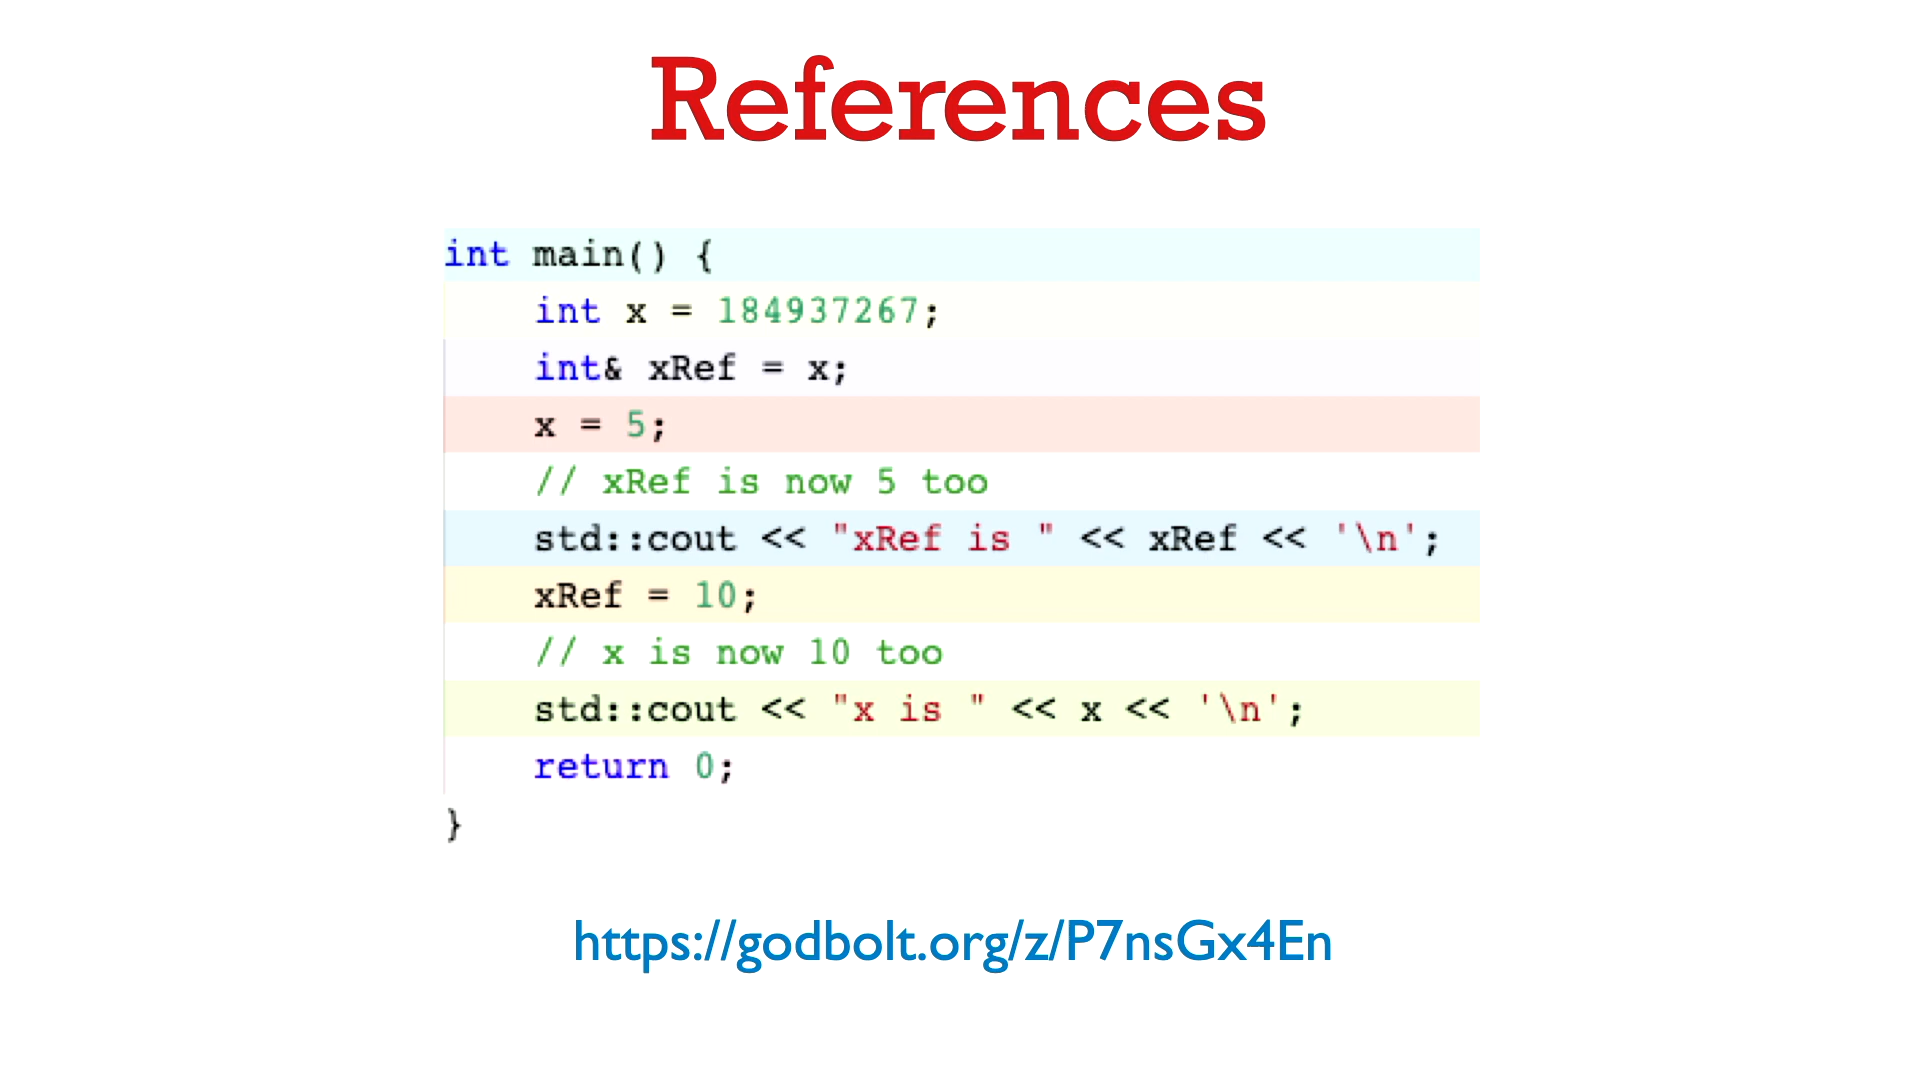 References
int main() {
    int x = 184937267;
    int& xRef = x;
    x = 5;
    // xRef is now 5 too
    std::cout << "xRef is " << xRef << '\n';
    xRef = 10;
    // x is now 10 too
    std::cout << "x is " << x << '\n';
    return 0;
}
https://godbolt.org/z/P7nsGx4En